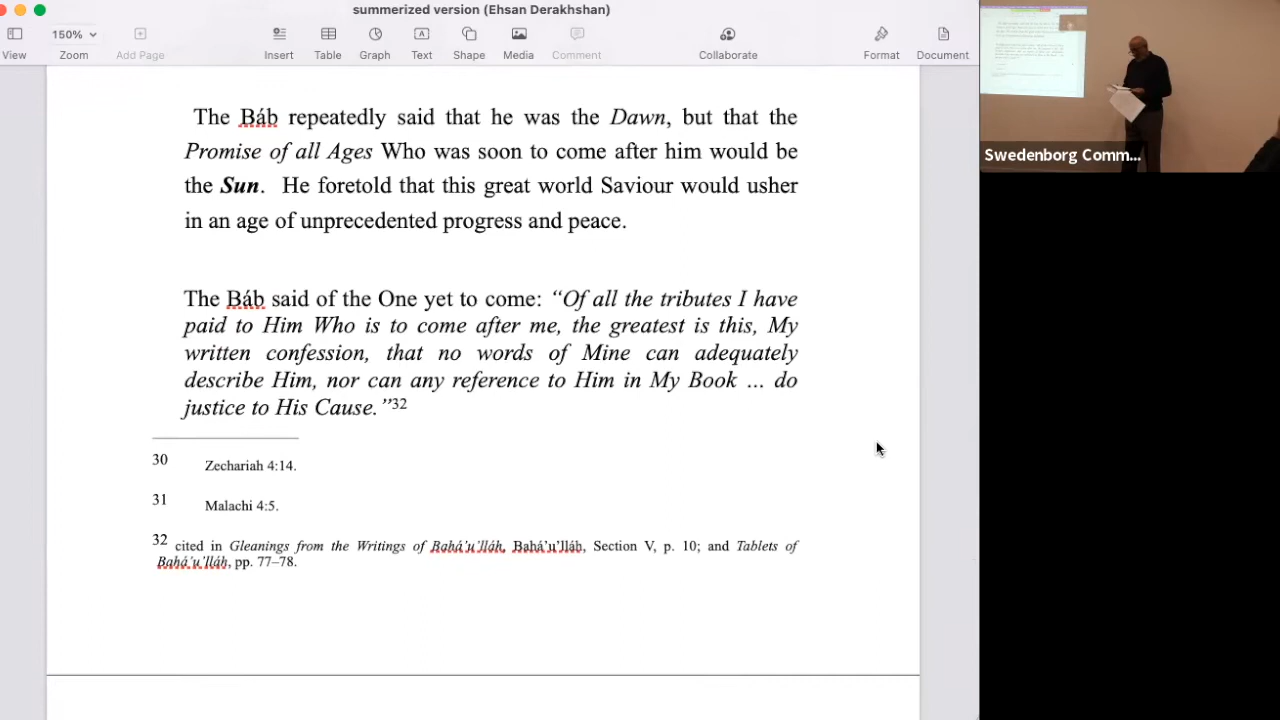 summerized version (Ehsan Derakhshan)
150%
View Zoom Add Page Insert Table Graph Text Shape Media Comment Collaborate Format Document
The Báb repeatedly said that he was the Dawn, but that the
Promise of all Ages Who was soon to come after him would be
the Sun. He foretold that this great world Saviour would usher
in an age of unprecedented progress and peace.
The Báb said of the One yet to come: “Of all the tributes I have
paid to Him Who is to come after me, the greatest is this, My
written confession, that no words of Mine can adequately
describe Him, nor can any reference to Him in My Book ... do
justice to His Cause.”32
30 Zechariah 4:14.
31 Malachi 4:5.
32 cited in Gleanings from the Writings of Bahá’u’lláh, Bahá’u’lláh, Section V, p. 10; and Tablets of
Bahá’u’lláh, pp. 77–78.
Swedenborg Comm...